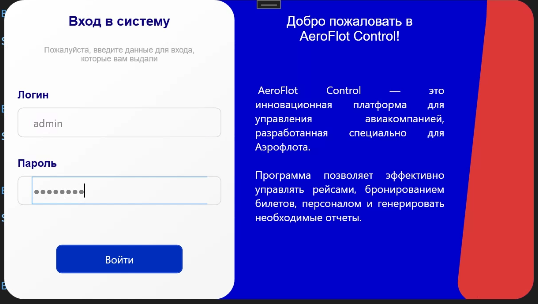 Вход в систему
Пожалуйста, введите данные для входа,
которые вам выдали
Логин
admin
Пароль
●●●●●●●●
Войти
Добро пожаловать в
AeroFlot Control!
AeroFlot Control — это
инновационная платформа для
управления авиакомпанией,
разработанная специально для
Аэрофлота.
Программа позволяет эффективно
управлять рейсами, бронированием
билетов, персоналом и генерировать
необходимые отчеты.